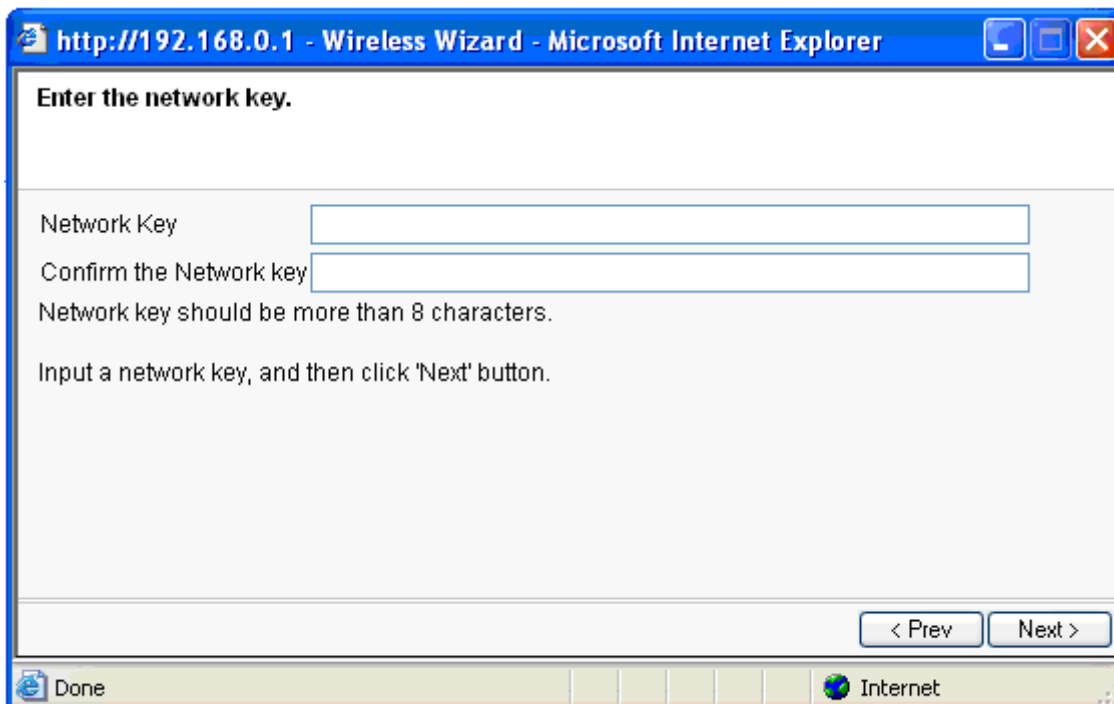 http://192.168.0.1 - Wireless Wizard - Microsoft Internet Explorer
Enter the network key.
Network Key
Confirm the Network key
Network key should be more than 8 characters.
Input a network key, and then click 'Next' button.
< Prev Next >
Done Internet